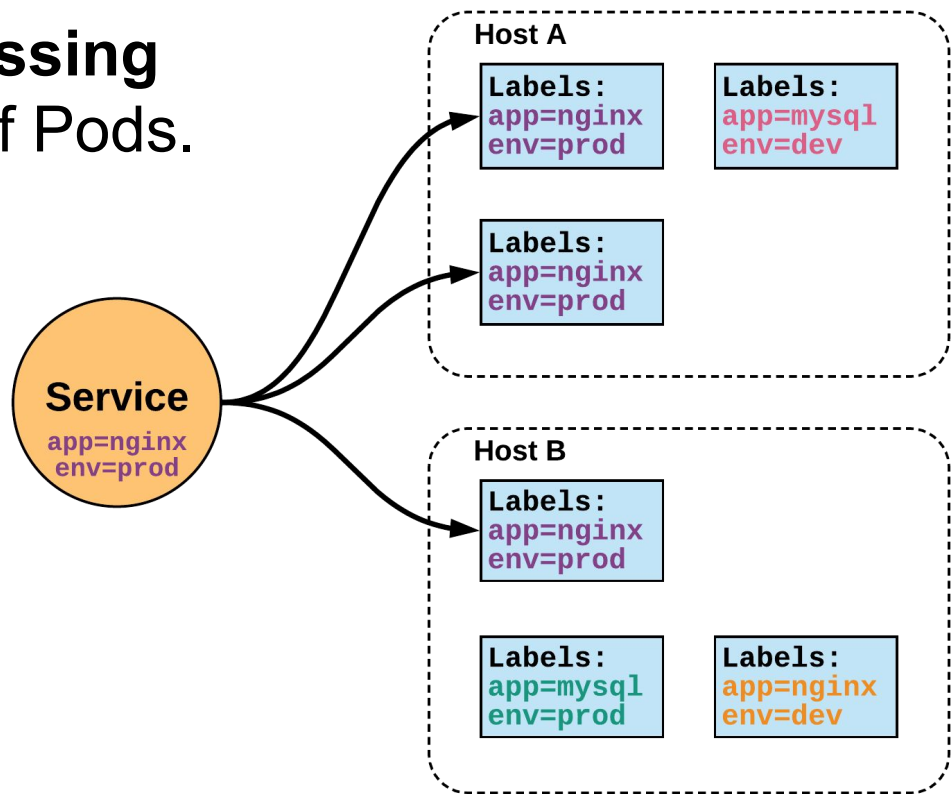 ssing
f Pods.
Host A
Labels:
app=nginx
env=prod
Labels:
app=mysql
env=dev
Labels:
app=nginx
env=prod
Service
app=nginx
env=prod
Host B
Labels:
app=nginx
env=prod
Labels:
app=mysql
env=prod
Labels:
app=nginx
env=dev